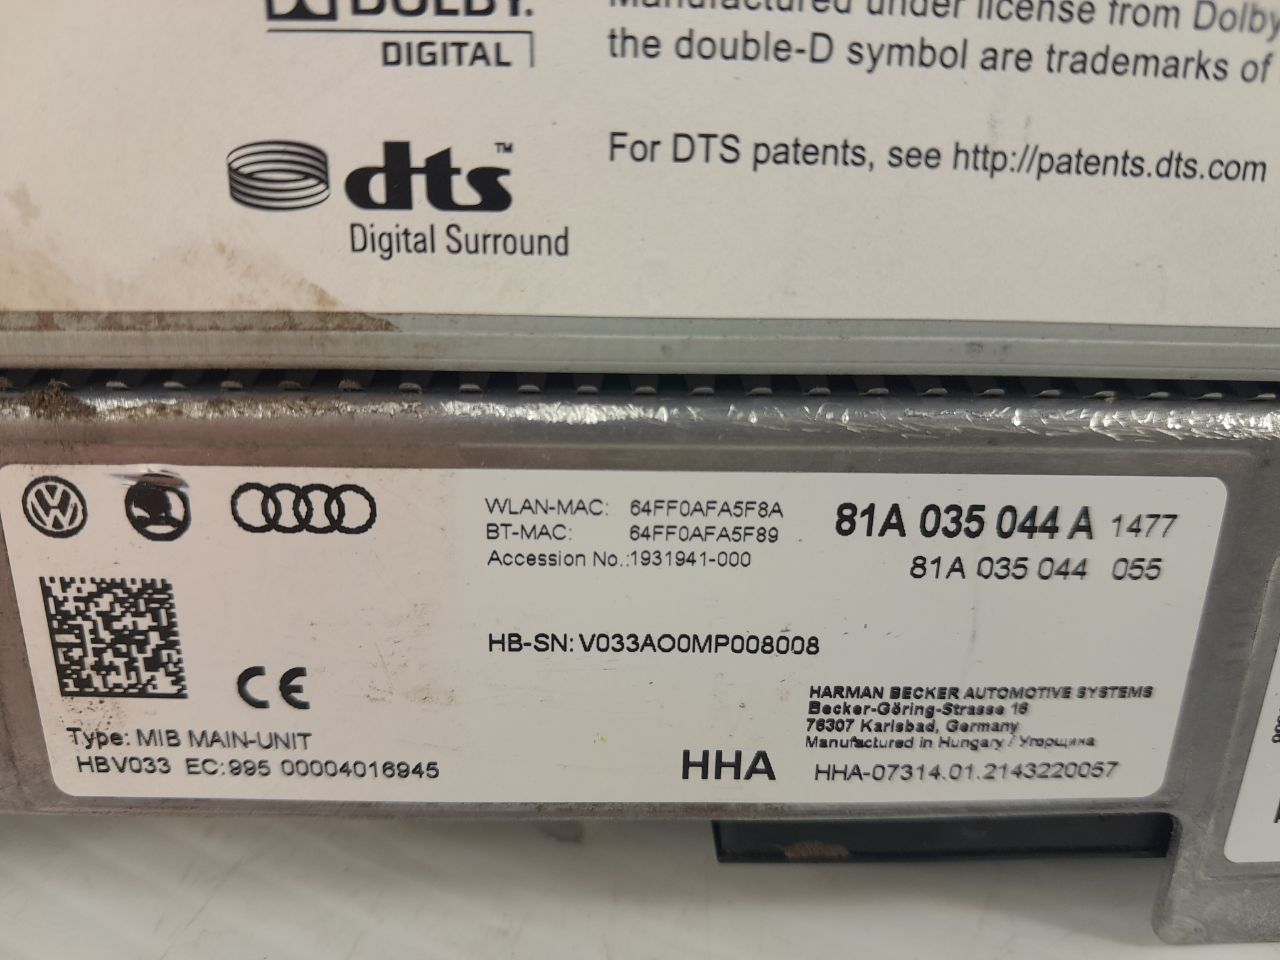 DOLBY.
DIGITAL
Manufactured under license from Dolby
the double-D symbol are trademarks of
dts™
Digital Surround
For DTS patents, see http://patents.dts.com
WLAN-MAC: 64FF0AFA5F8A
BT-MAC: 64FF0AFA5F89
Accession No.:1931941-000
81A 035 044 A 1477
81A 035 044 055
HB-SN: V033AO0MP008008
CE
Type: MIB MAIN-UNIT
HBV033 EC:995 00004016945
HHA
HARMAN BECKER AUTOMOTIVE SYSTEMS
Becker-Göring-Strasse 16
76307 Karlsbad, Germany
Manufactured in Hungary / Угорщина
HHA-07314.01.2143220057